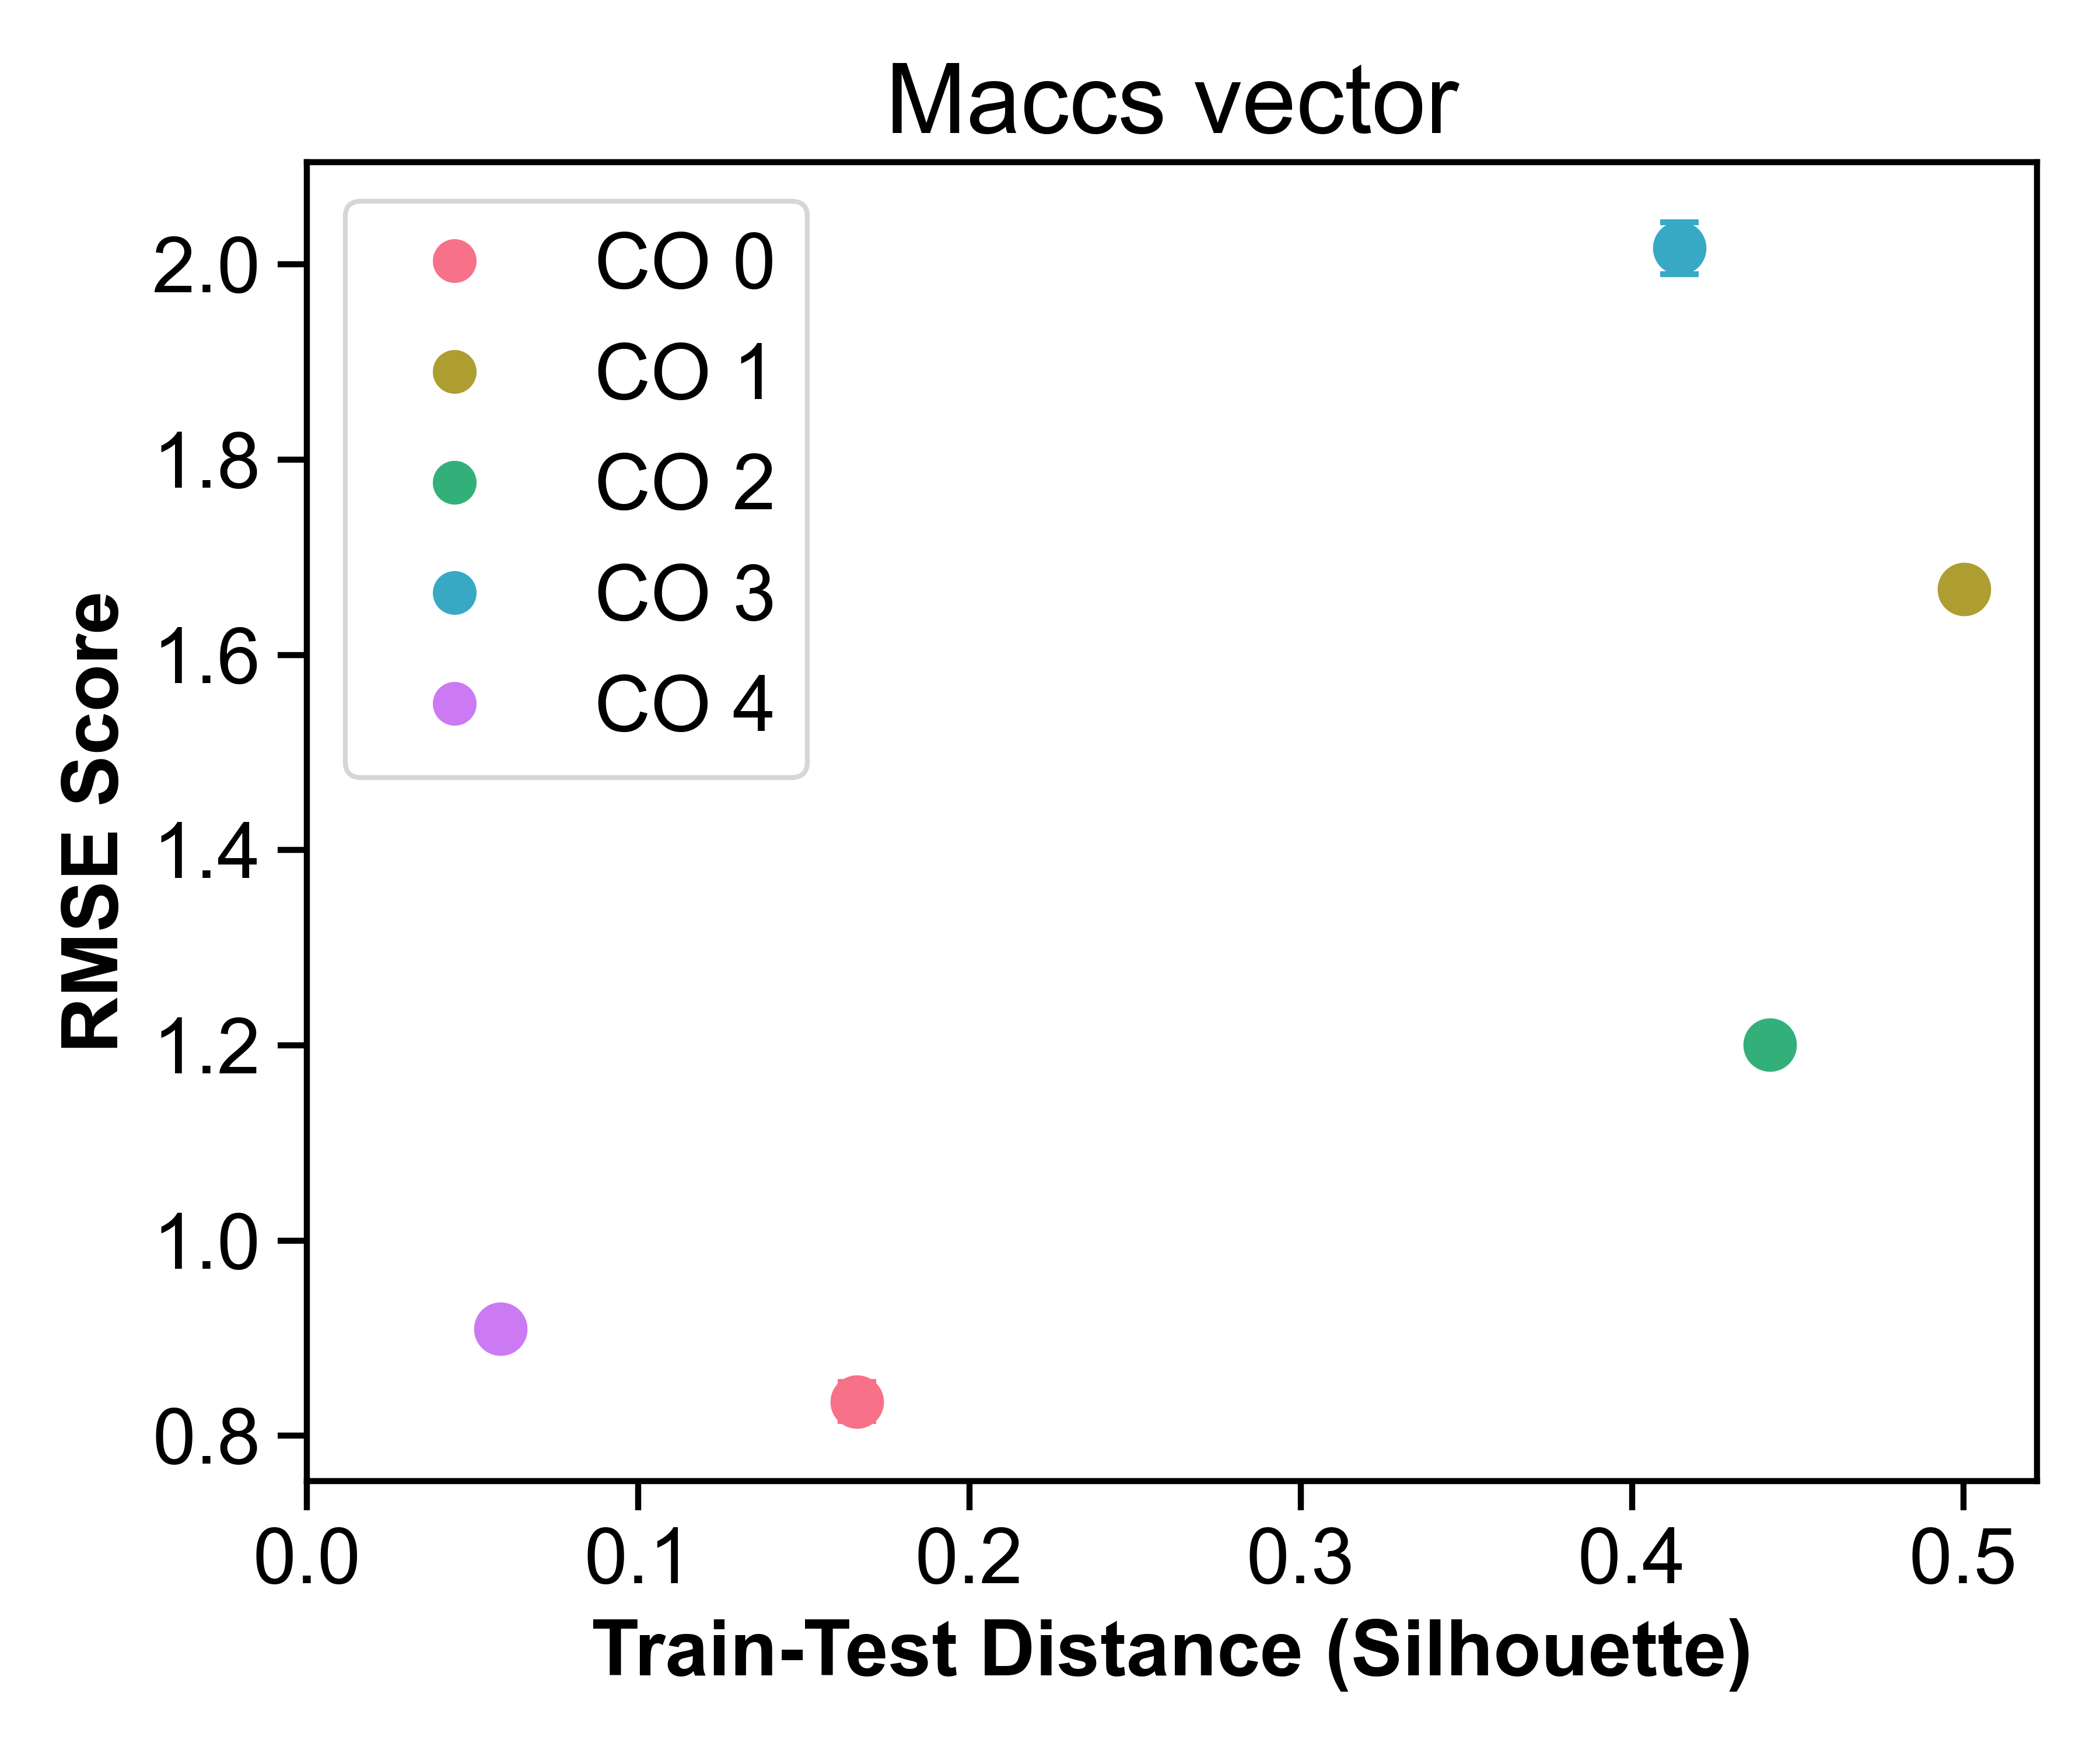 Maccs vector
CO 0
CO 1
CO 2
CO 3
CO 4
RMSE Score
2.0
1.8
1.6
1.4
1.2
1.0
0.8
0.0 0.1 0.2 0.3 0.4 0.5
Train-Test Distance (Silhouette)